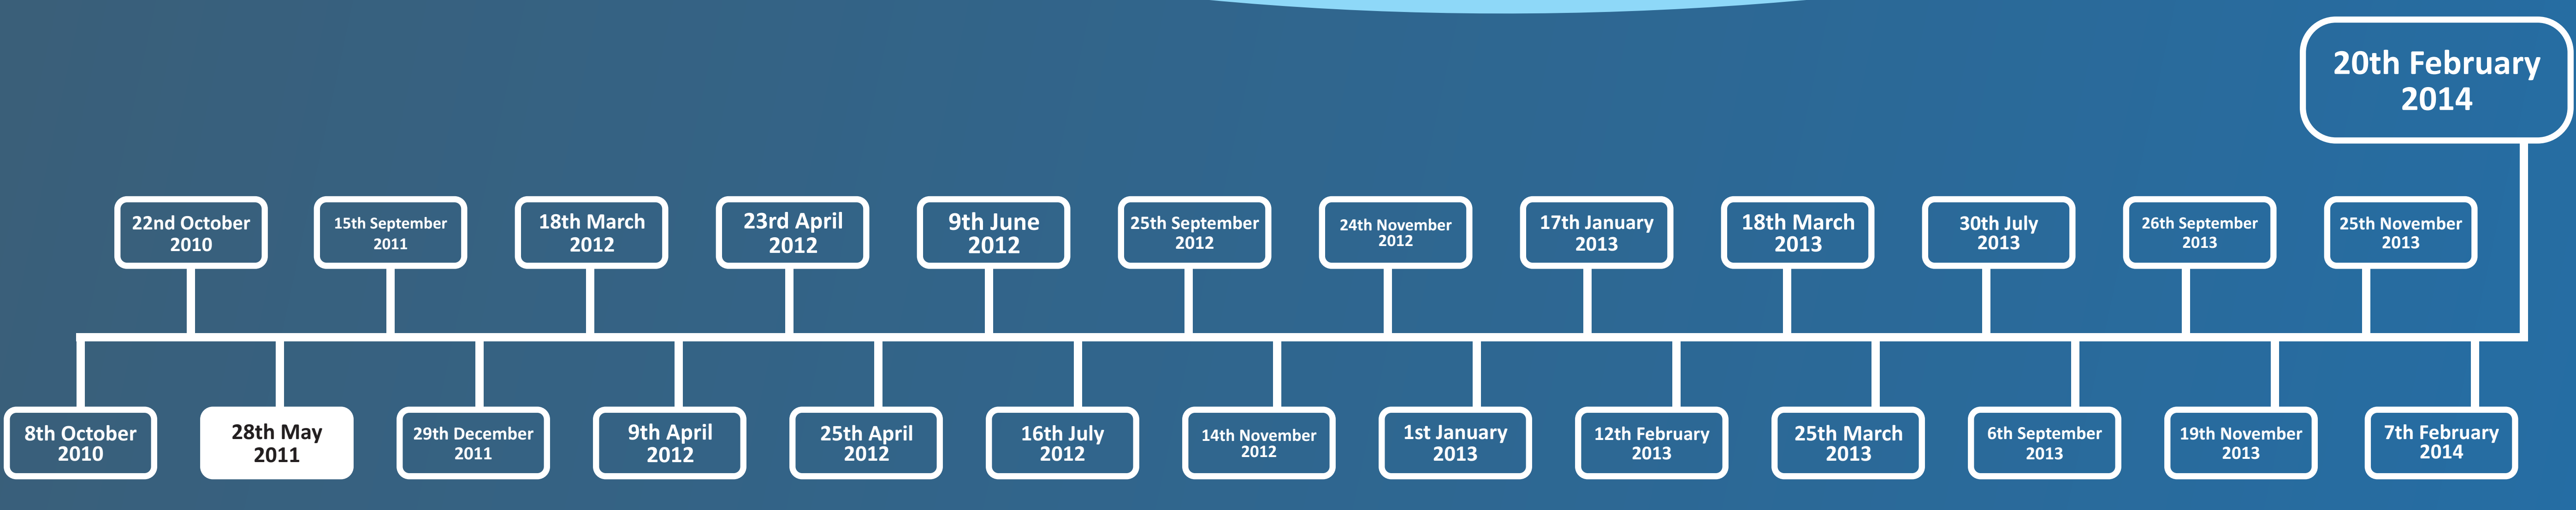 20th February
2014
22nd October
2010
15th September
2011
18th March
2012
23rd April
2012
9th June
2012
25th September
2012
24th November
2012
17th January
2013
18th March
2013
30th July
2013
26th September
2013
25th November
2013
8th October
2010
28th May
2011
29th December
2011
9th April
2012
25th April
2012
16th July
2012
14th November
2012
1st January
2013
12th February
2013
25th March
2013
6th September
2013
19th November
2013
7th February
2014